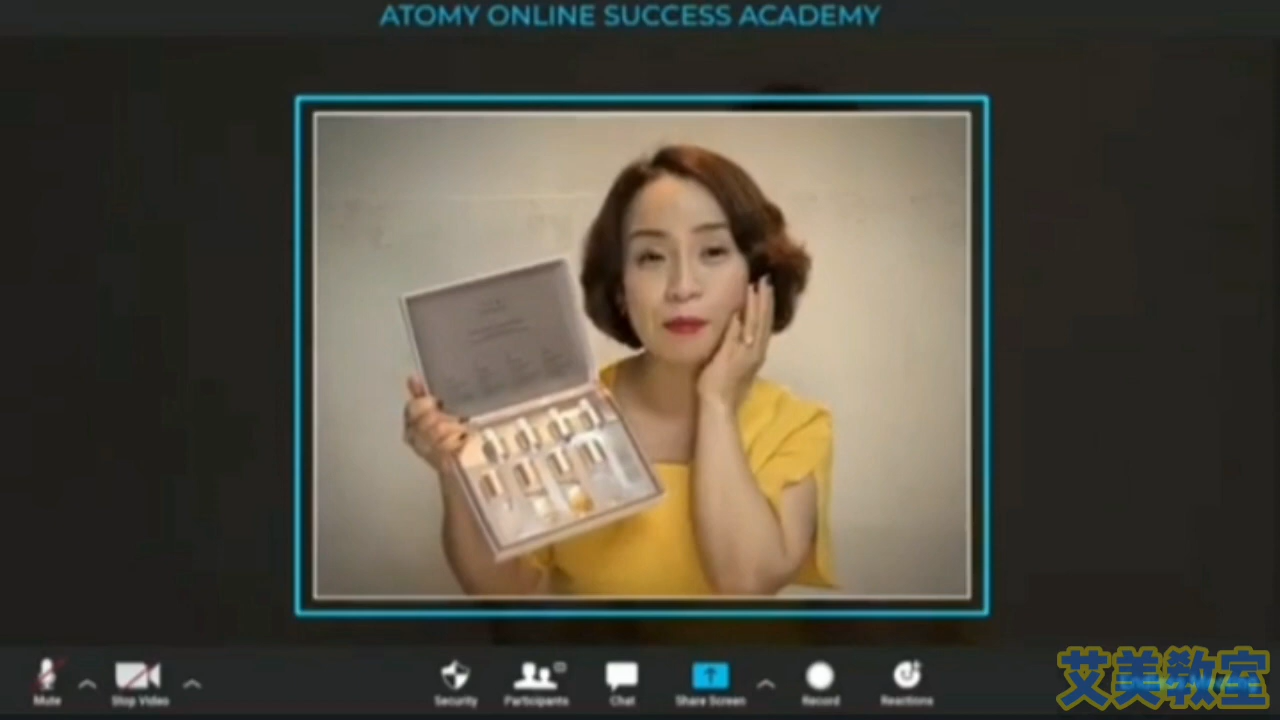 ATOMY ONLINE SUCCESS ACADEMY
Mute
Stop Video
Security
Participants
Chat
Share Screen
Record
Reactions
艾美教室